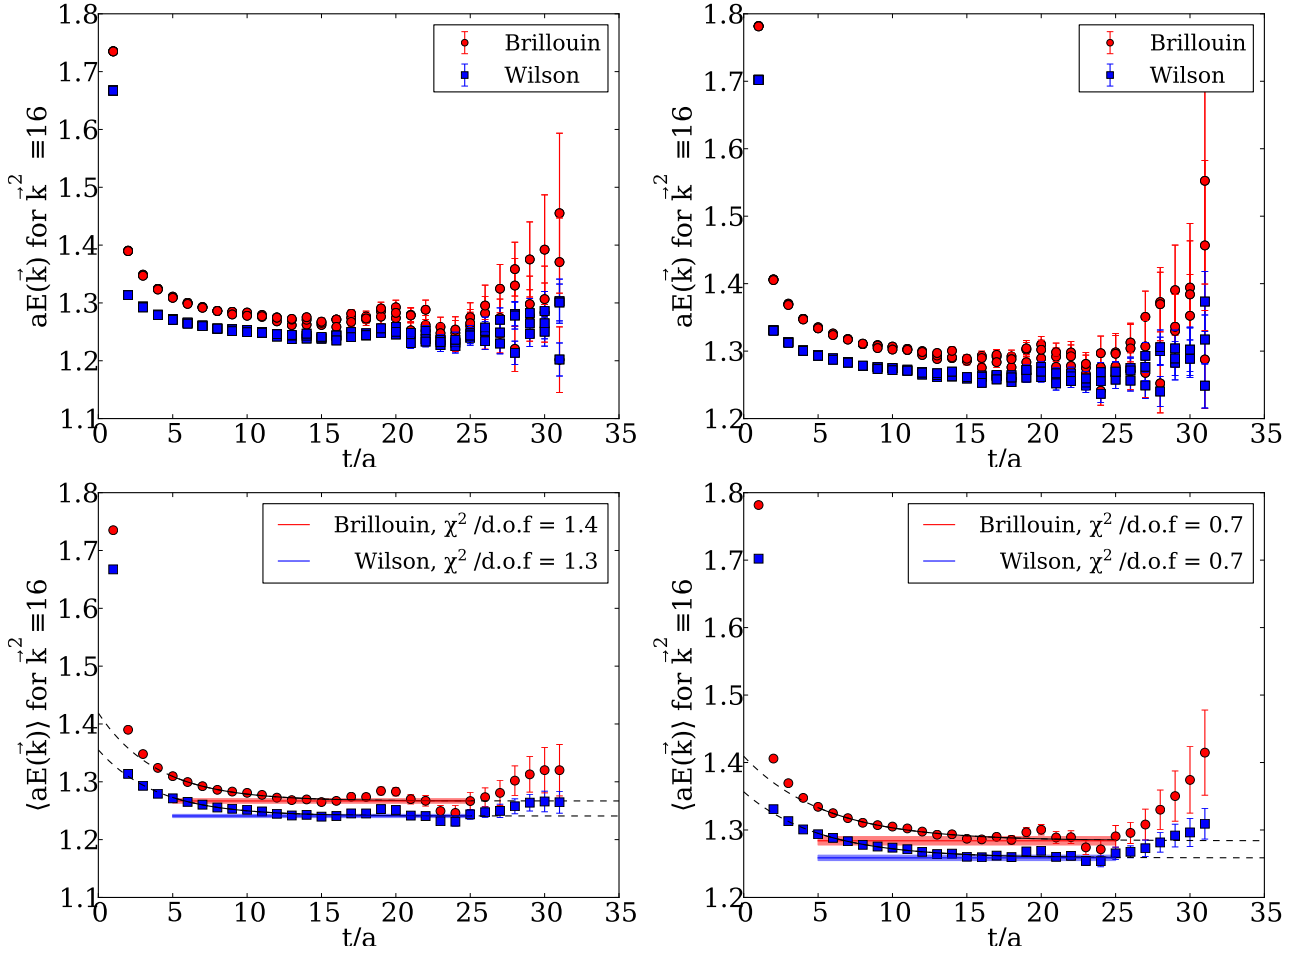 1.8
1.7
1.6
1.5
1.4
1.3
1.2
1.1
0 5 10 15 20 25 30 35
t/a
aE(k⃗) for k⃗² ≡16
Brillouin
Wilson
1.8
1.7
1.6
1.5
1.4
1.3
1.2
0 5 10 15 20 25 30 35
t/a
aE(k⃗) for k⃗² ≡16
Brillouin
Wilson
1.8
1.7
1.6
1.5
1.4
1.3
1.2
1.1
0 5 10 15 20 25 30 35
t/a
⟨aE(k⃗)⟩ for k⃗² ≡16
Brillouin, χ² /d.o.f = 1.4
Wilson, χ² /d.o.f = 1.3
1.8
1.7
1.6
1.5
1.4
1.3
1.2
0 5 10 15 20 25 30 35
t/a
⟨aE(k⃗)⟩ for k⃗² ≡16
Brillouin, χ² /d.o.f = 0.7
Wilson, χ² /d.o.f = 0.7